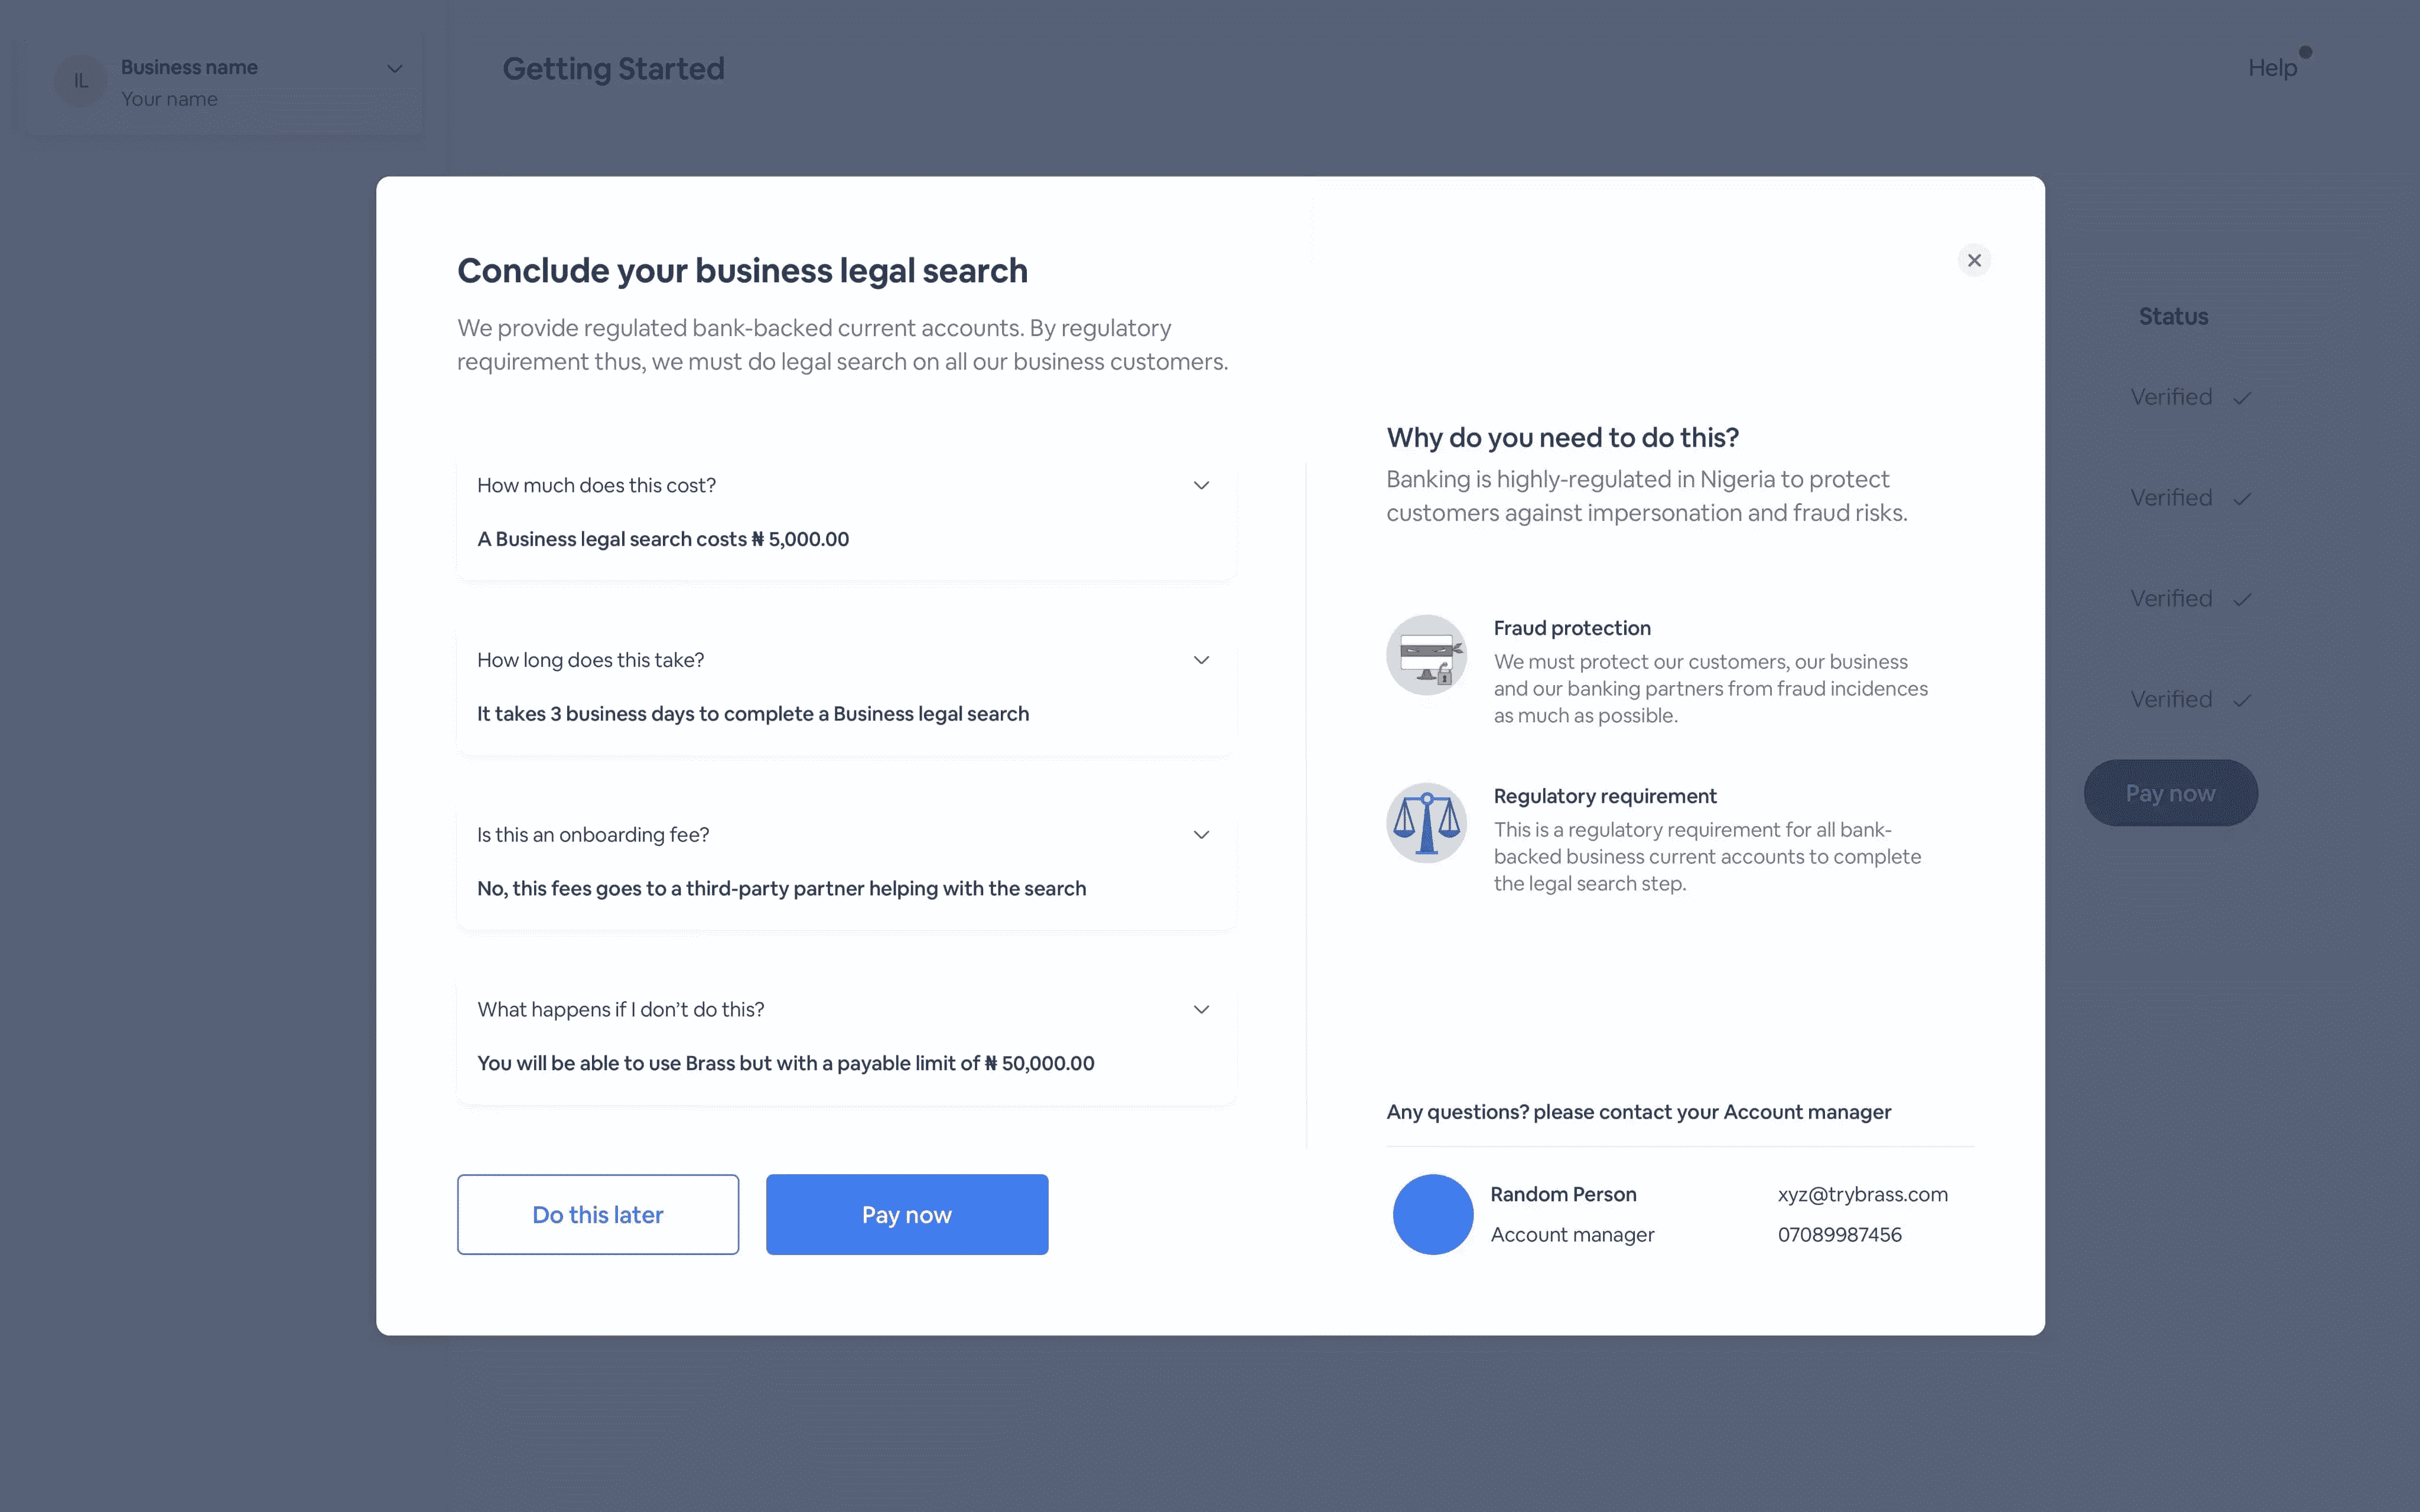 IL
Business name
Your name
Getting Started
Help
Conclude your business legal search
We provide regulated bank-backed current accounts. By regulatory
requirement thus, we must do legal search on all our business customers.
How much does this cost?
A Business legal search costs ₦ 5,000.00
How long does this take?
It takes 3 business days to complete a Business legal search
Is this an onboarding fee?
No, this fees goes to a third-party partner helping with the search
What happens if I don’t do this?
You will be able to use Brass but with a payable limit of ₦ 50,000.00
Do this later
Pay now
Why do you need to do this?
Banking is highly-regulated in Nigeria to protect
customers against impersonation and fraud risks.
Fraud protection
We must protect our customers, our business
and our banking partners from fraud incidences
as much as possible.
Regulatory requirement
This is a regulatory requirement for all bank-
backed business current accounts to complete
the legal search step.
Any questions? please contact your Account manager
Random Person
xyz@trybrass.com
Account manager
07089987456
Status
Verified
Verified
Verified
Verified
Pay now